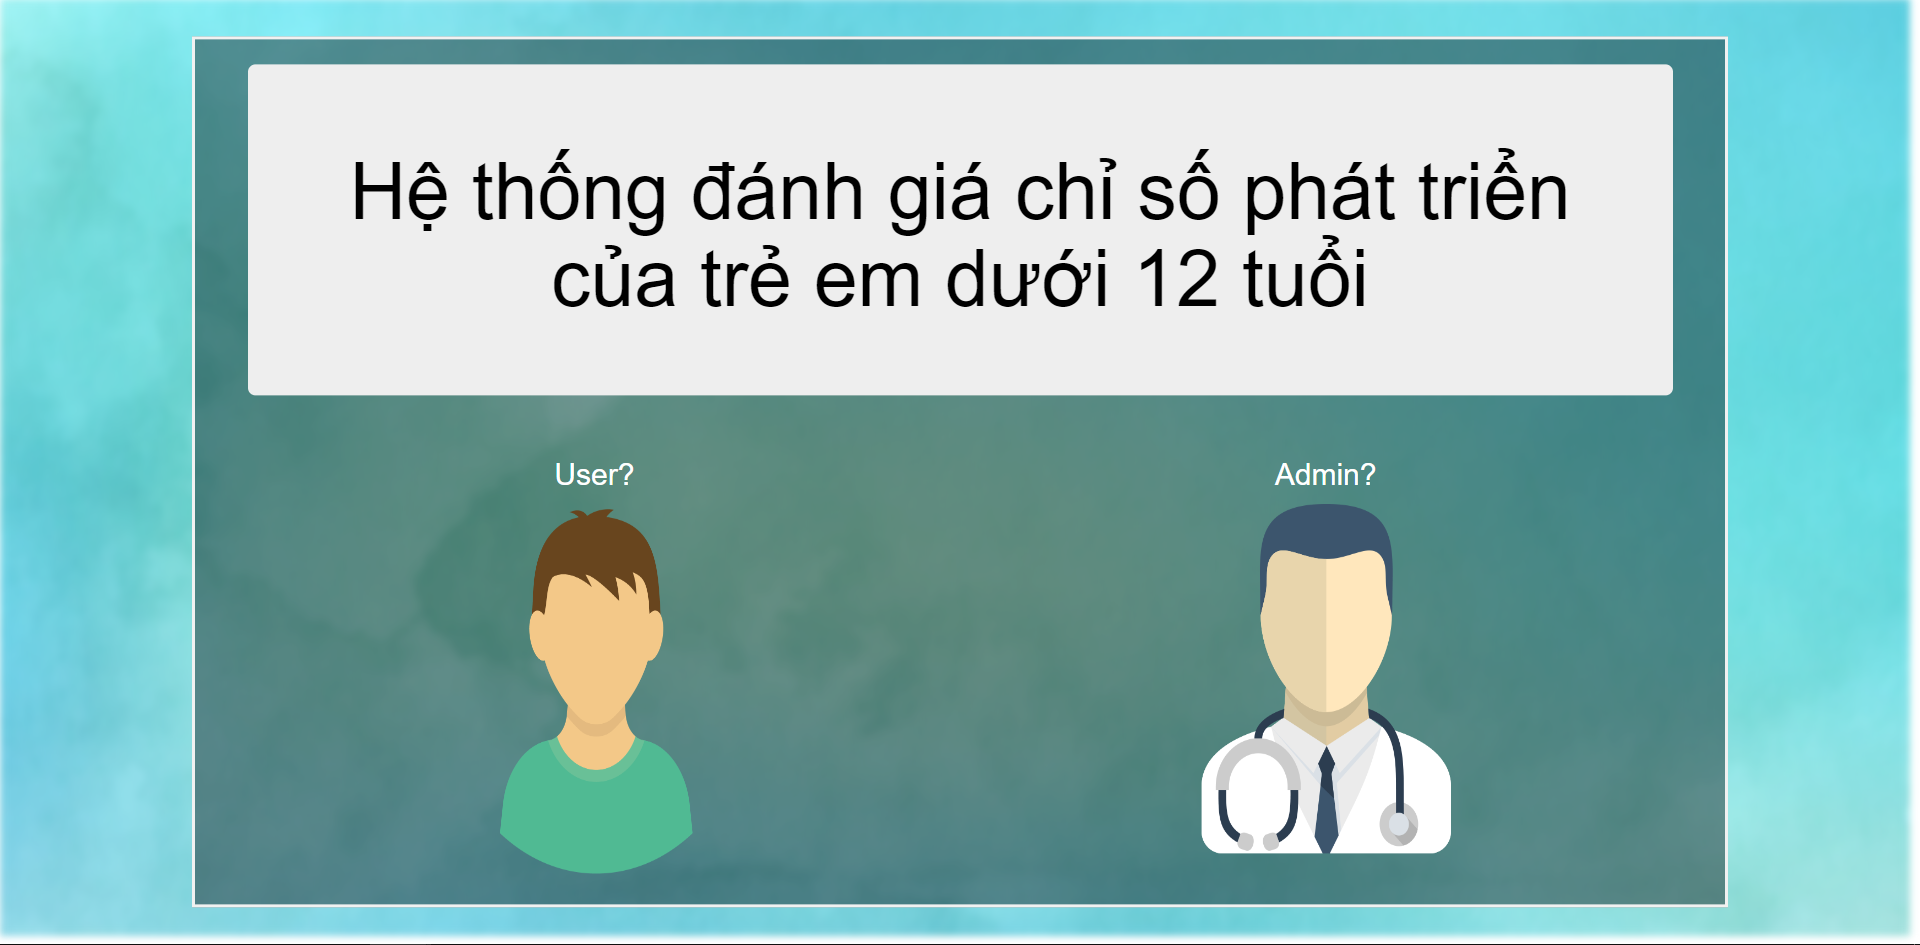 Hệ thống đánh giá chỉ số phát triển
của trẻ em dưới 12 tuổi
User?
Admin?